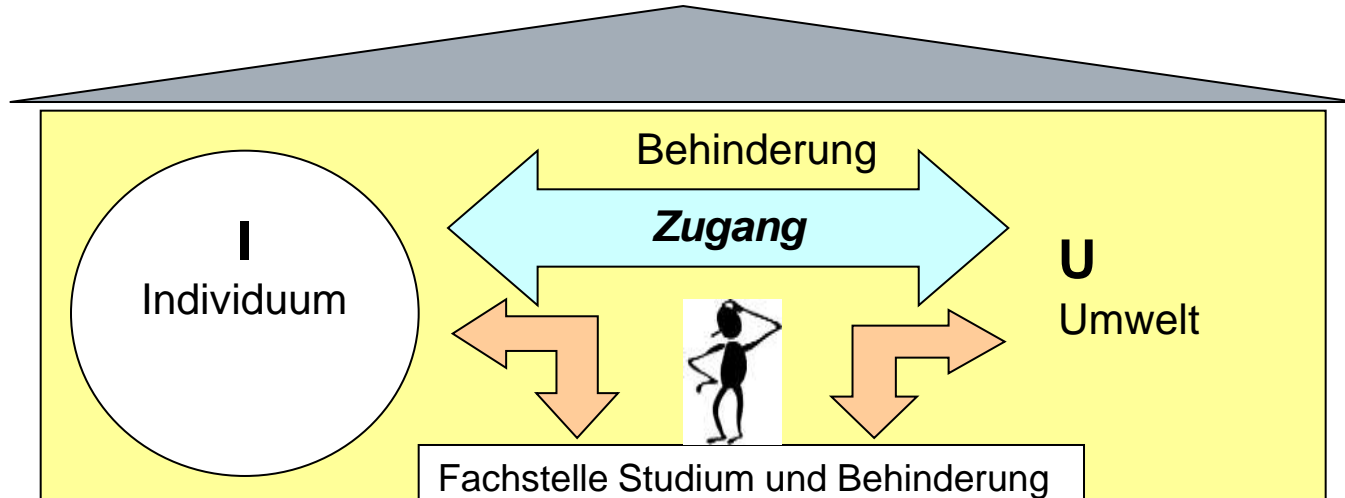 Behinderung
Zugang
I
Individuum
U
Umwelt
Fachstelle Studium und Behinderung